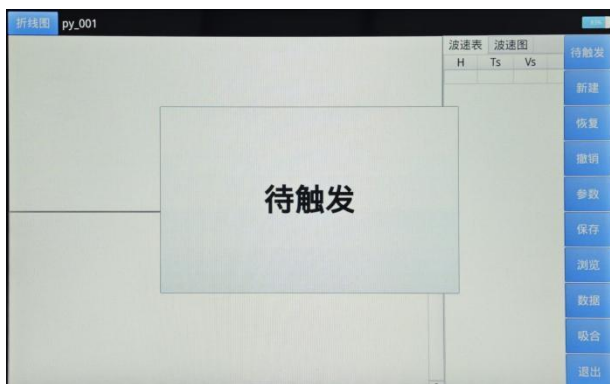 折线图 py_001
波速表 波速图
H Ts Vs
待触发
待触发
新建
恢复
撤销
参数
保存
浏览
数据
吸合
退出